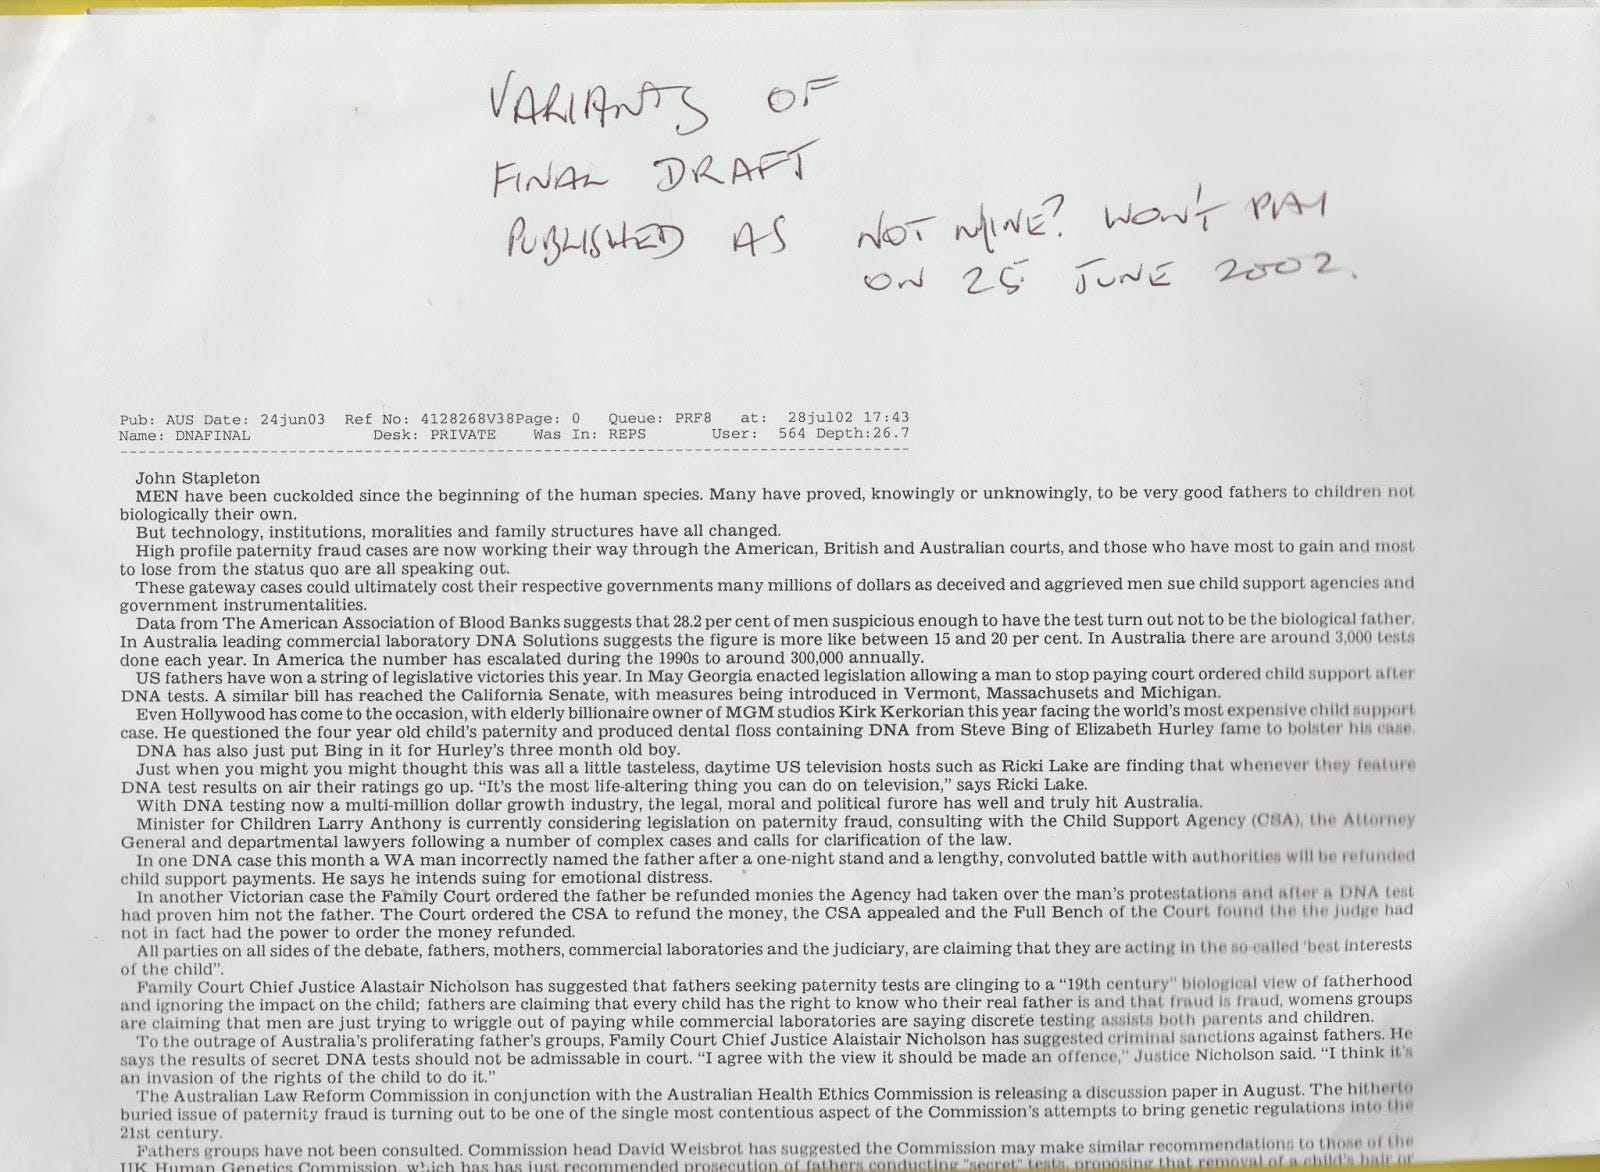 VARIANTS OF
FINAL DRAFT
PUBLISHED AS NOT MINE? WON'T PAY
ON 25 JUNE 2002.
Pub: AUS Date: 24jun03 Ref No: 4128268V38Page: 0 Queue: PRF8 at: 28jul02 17:43
Name: DNAFINAL Desk: PRIVATE Was In: REPS User: 564 Depth:26.7
John Stapleton
MEN have been cuckolded since the beginning of the human species. Many have proved, knowingly or unknowingly, to be very good fathers to children not
biologically their own.
But technology, institutions, moralities and family structures have all changed.
High profile paternity fraud cases are now working their way through the American, British and Australian courts, and those who have most to gain and most
to lose from the status quo are all speaking out.
These gateway cases could ultimately cost their respective governments many millions of dollars as deceived and aggrieved men sue child support agencies and
government instrumentalities.
Data from The American Association of Blood Banks suggests that 28.2 per cent of men suspicious enough to have the test turn out not to be the biological father.
In Australia leading commercial laboratory DNA Solutions suggests the figure is more like between 15 and 20 per cent. In Australia there are around 3,000 tests
done each year. In America the number has escalated during the 1990s to around 300,000 annually.
US fathers have won a string of legislative victories this year. In May Georgia enacted legislation allowing a man to stop paying court ordered child support after
DNA tests. A similar bill has reached the California Senate, with measures being introduced in Vermont, Massachusets and Michigan.
Even Hollywood has come to the occasion, with elderly billionaire owner of MGM studios Kirk Kerkorian this year facing the world's most expensive child support
case. He questioned the four year old child's paternity and produced dental floss containing DNA from Steve Bing of Elizabeth Hurley fame to bolster his case.
DNA has also just put Bing in it for Hurley's three month old boy.
Just when you might you might thought this was all a little tasteless, daytime US television hosts such as Ricki Lake are finding that whenever they feature
DNA test results on air their ratings go up. “It's the most life-altering thing you can do on television,” says Ricki Lake.
With DNA testing now a multi-million dollar growth industry, the legal, moral and political furore has well and truly hit Australia.
Minister for Children Larry Anthony is currently considering legislation on paternity fraud, consulting with the Child Support Agency (CSA), the Attorney
General and departmental lawyers following a number of complex cases and calls for clarification of the law.
In one DNA case this month a WA man incorrectly named the father after a one-night stand and a lengthy, convoluted battle with authorities will be refunded
child support payments. He says he intends suing for emotional distress.
In another Victorian case the Family Court ordered the father be refunded monies the Agency had taken over the man's protestations and after a DNA test
had proven him not the father. The Court ordered the CSA to refund the money, the CSA appealed and the Full Bench of the Court found the the judge had
not in fact had the power to order the money refunded.
All parties on all sides of the debate, fathers, mothers, commercial laboratories and the judiciary, are claiming that they are acting in the so called 'best interests
of the child”.
Family Court Chief Justice Alastair Nicholson has suggested that fathers seeking paternity tests are clinging to a “19th century” biological view of fatherhood
and ignoring the impact on the child; fathers are claiming that every child has the right to know who their real father is and that fraud is fraud, womens groups
are claiming that men are just trying to wriggle out of paying while commercial laboratories are saying discrete testing assists both parents and children.
To the outrage of Australia's proliferating father's groups, Family Court Chief Justice Alaistair Nicholson has suggested criminal sanctions against fathers. He
says the results of secret DNA tests should not be admissable in court. “I agree with the view it should be made an offence,” Justice Nicholson said. “I think it's
an invasion of the rights of the child to do it.”
The Australian Law Reform Commission in conjunction with the Australian Health Ethics Commission is releasing a discussion paper in August. The hitherto
buried issue of paternity fraud is turning out to be one of the single most contentious aspect of the Commission's attempts to bring genetic regulations into the
21st century.
Fathers groups have not been consulted. Commission head David Weisbrot has suggested the Commission may make similar recommendations to those of the
UK Human Genetics Commission, which has has just recommended prosecution of fathers conducting "secret" tests, proposing that removal of a child's hair or